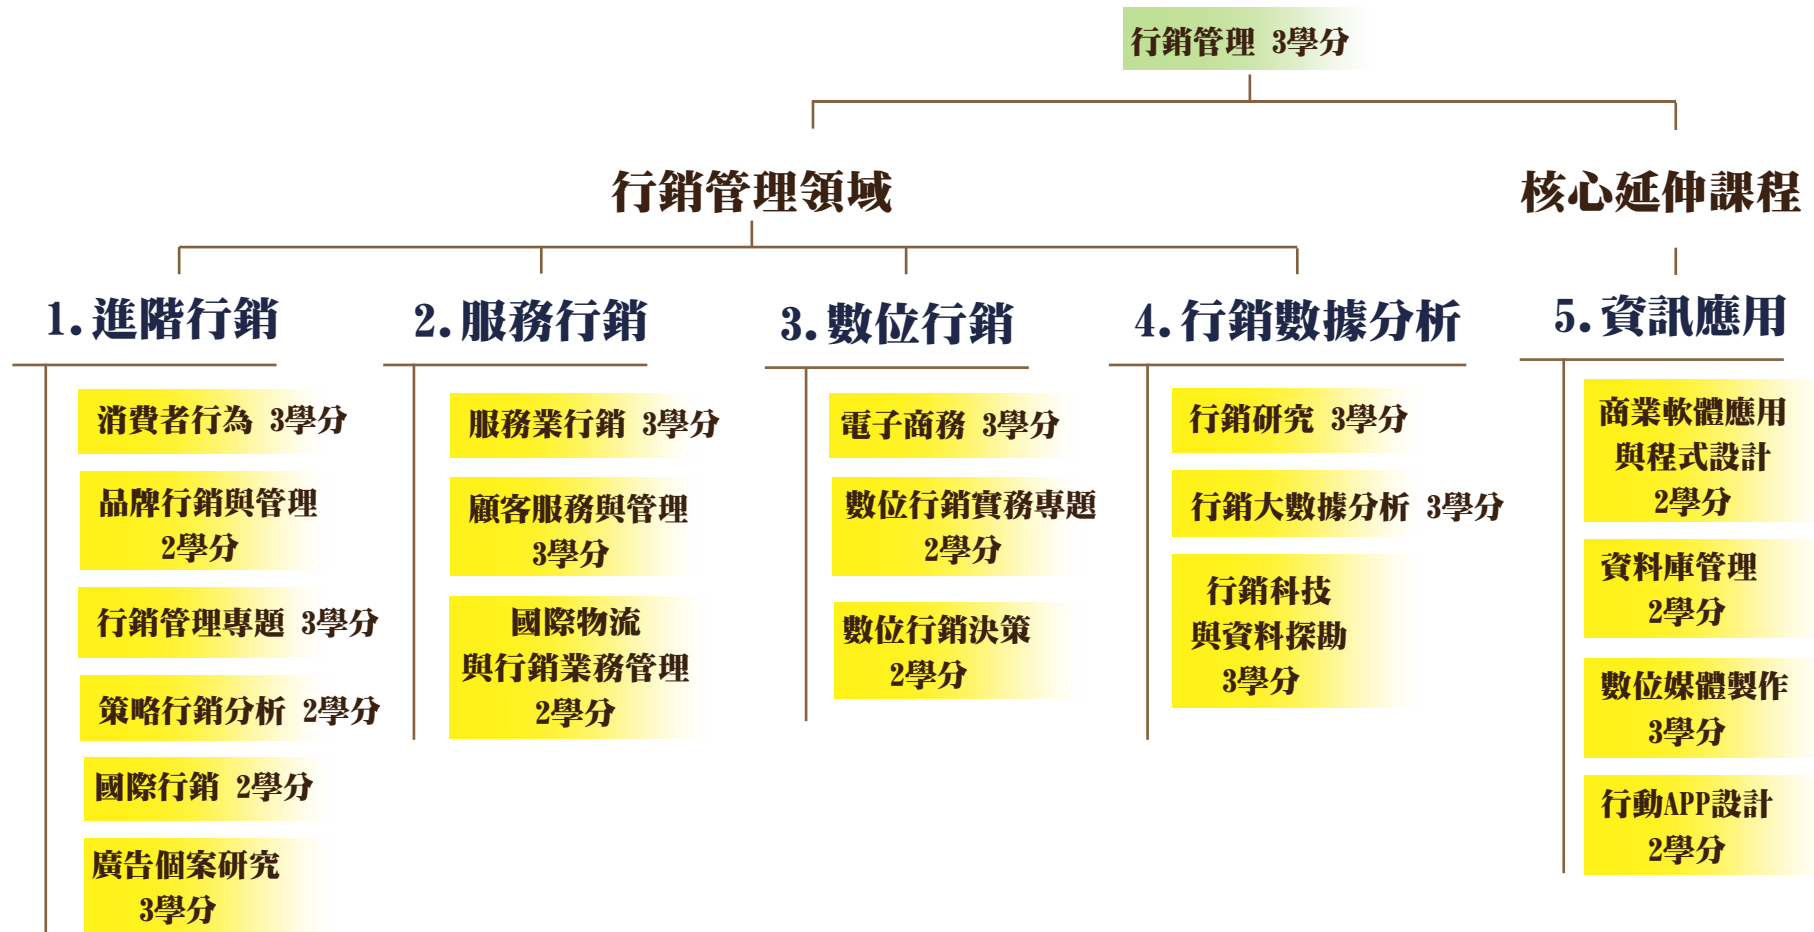 行銷管理 3學分
行銷管理領域
核心延伸課程
1.進階行銷
消費者行為 3學分
品牌行銷與管理
2學分
行銷管理專題 3學分
策略行銷分析 2學分
國際行銷 2學分
廣告個案研究
3學分
2.服務行銷
服務業行銷 3學分
顧客服務與管理
3學分
國際物流
與行銷業務管理
2學分
3.數位行銷
電子商務 3學分
數位行銷實務專題
2學分
數位行銷決策
2學分
4.行銷數據分析
行銷研究 3學分
行銷大數據分析 3學分
行銷科技
與資料探勘
3學分
5.資訊應用
商業軟體應用
與程式設計
2學分
資料庫管理
2學分
數位媒體製作
3學分
行動APP設計
2學分